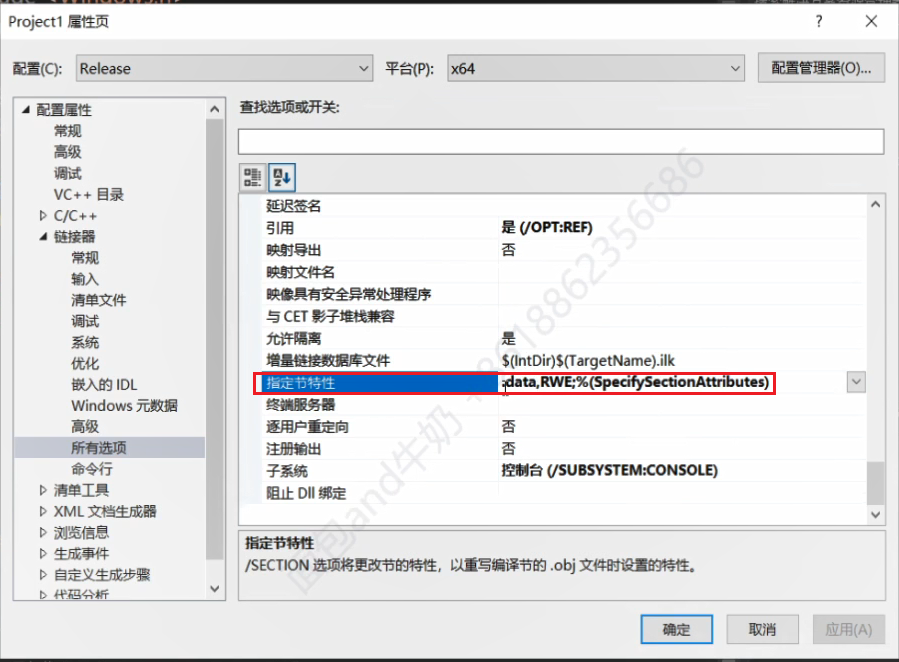 Project1 属性页
?
配置(C):
Release
平台(P):
x64
配置管理器(O)...
配置属性
常规
高级
调试
VC++ 目录
C/C++
链接器
常规
输入
清单文件
调试
系统
优化
嵌入的 IDL
Windows 元数据
高级
所有选项
命令行
清单工具
XML 文档生成器
浏览信息
生成事件
自定义生成步骤
代码分析
查找选项或开关:
延迟签名
引用 是 (/OPT:REF)
映射导出 否
映射文件名
映像具有安全异常处理程序
与 CET 影子堆栈兼容
允许隔离 是
增量链接数据库文件 $(IntDir)$(TargetName).ilk
指定节特性 .data,RWE;%(SpecifySectionAttributes)
终端服务器
逐用户重定向 否
注册输出 否
子系统 控制台 (/SUBSYSTEM:CONSOLE)
阻止 Dll 绑定
指定节特性
/SECTION 选项将更改节的特性，以重写编译节的 .obj 文件时设置的特性。
确定
取消
应用(A)